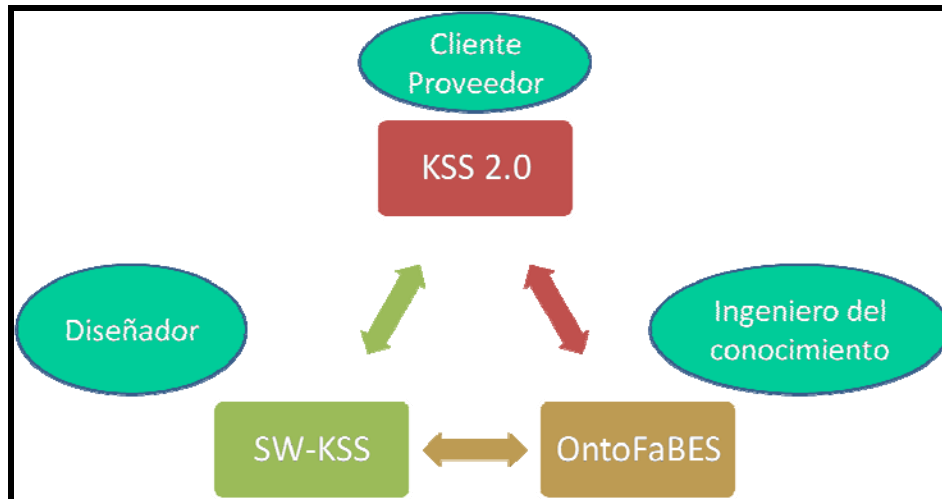 Cliente
Proveedor
KSS 2.0
Diseñador
Ingeniero del
conocimiento
SW-KSS
OntoFaBES